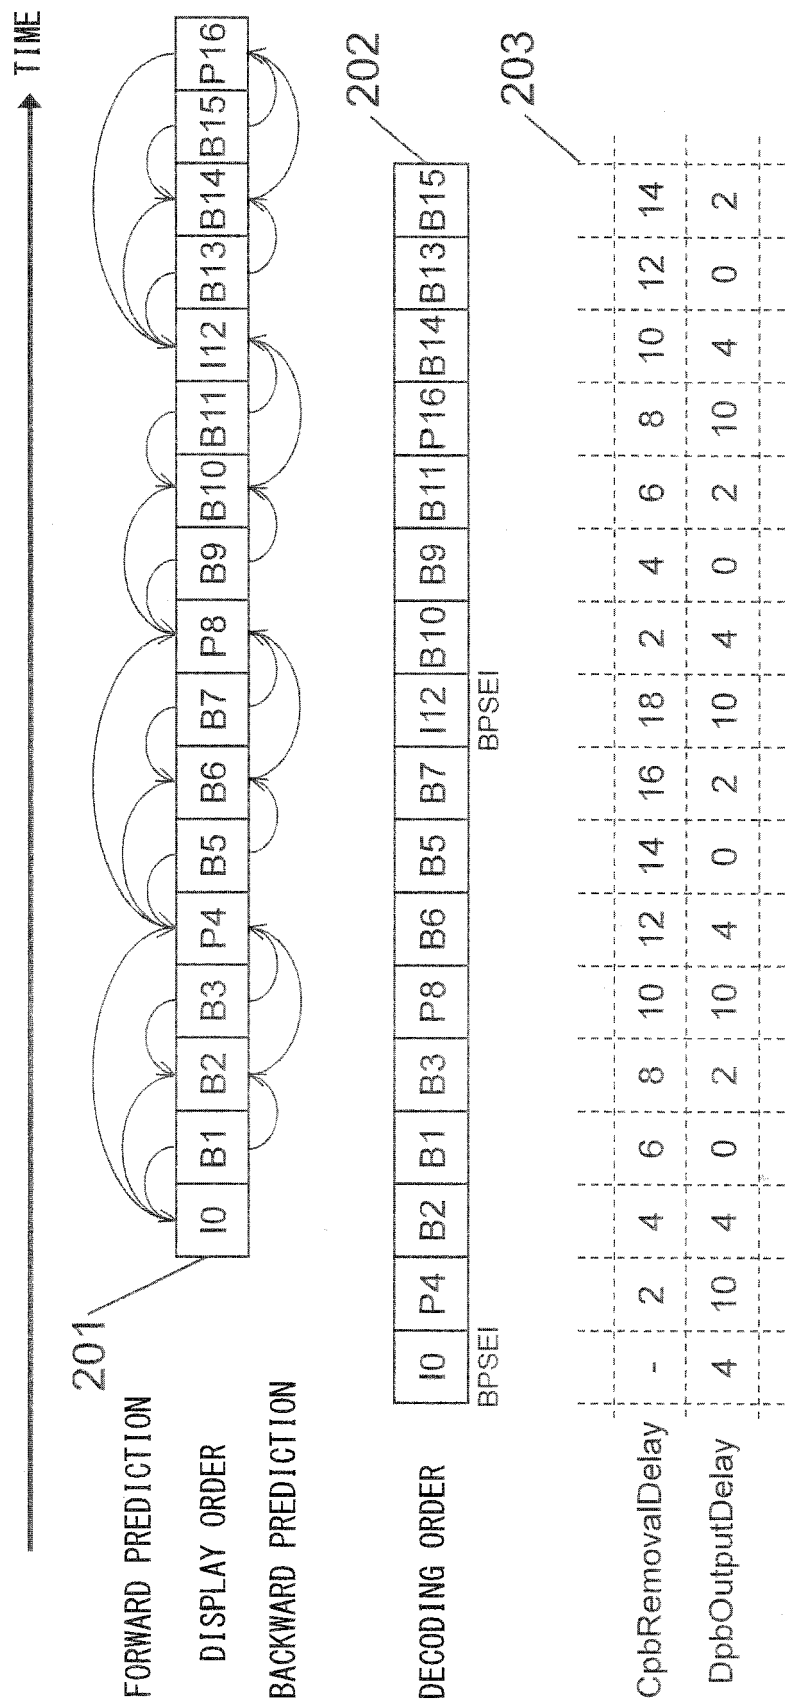 TIME
201
FORWARD PREDICTION
DISPLAY ORDER
I0 B1 B2 B3 P4 B5 B6 B7 P8 B9 B10 B11 I12 B13 B14 B15 P16
BACKWARD PREDICTION
202
DECODING ORDER
I0 P4 B2 B1 B3 P8 B6 B5 B7 I12 B10 B9 B11 P16 B14 B13 B15
BPSEI BPSEI
203
CpbRemovalDelay - 2 4 6 8 10 12 14 16 18 2 4 6 8 10 12 14
DpbOutputDelay 4 10 4 0 2 10 4 0 2 10 4 0 2 10 4 0 2